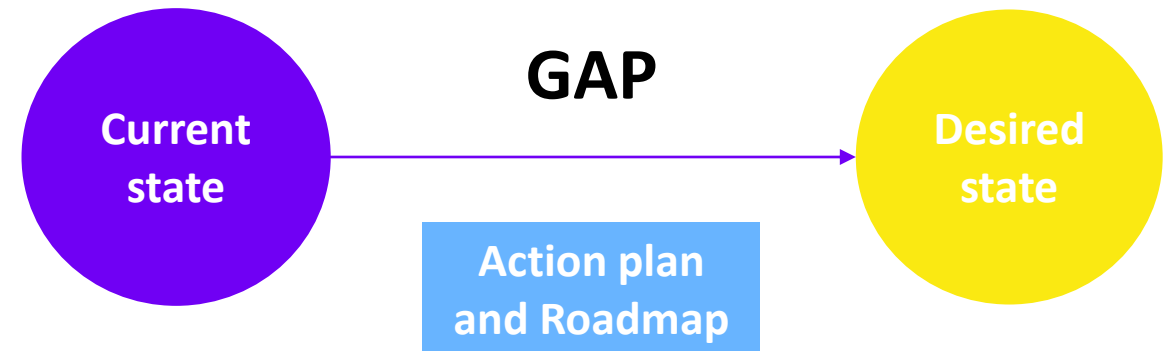 GAP
Current
state
Desired
state
Action plan
and Roadmap